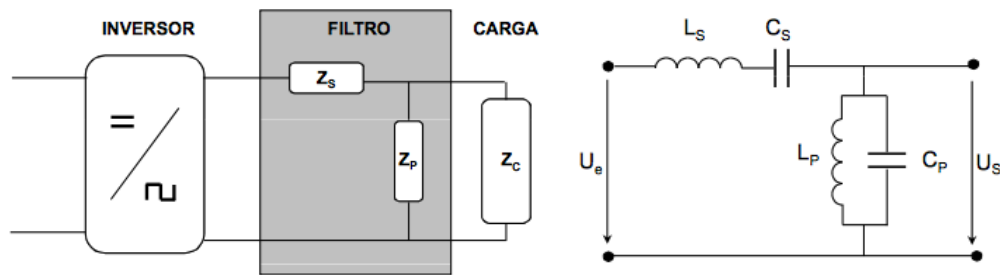 INVERSOR
FILTRO
CARGA
Z_S
Z_P
Z_C
L_S
C_S
L_P
C_P
U_e
U_S